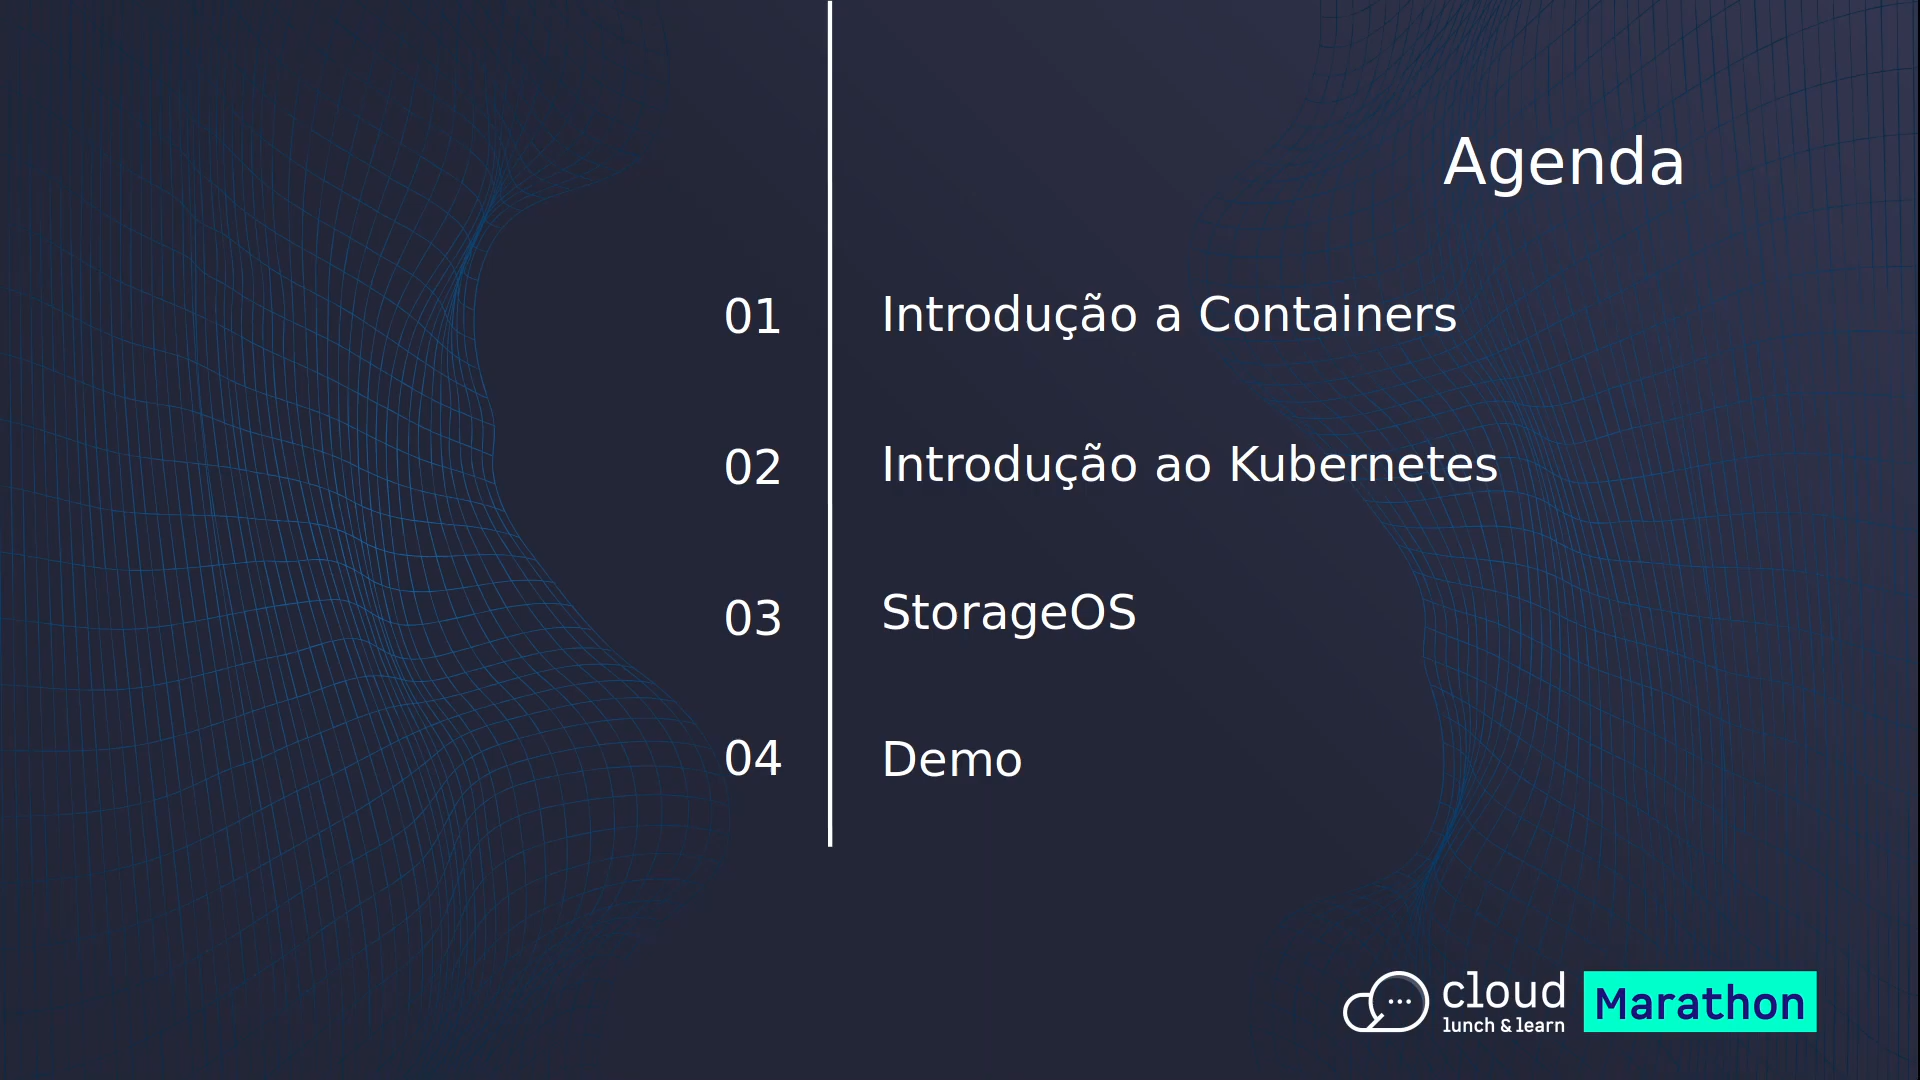 Agenda
01 Introdução a Containers
02 Introdução ao Kubernetes
03 StorageOS
04 Demo
cloud
lunch & learn
Marathon